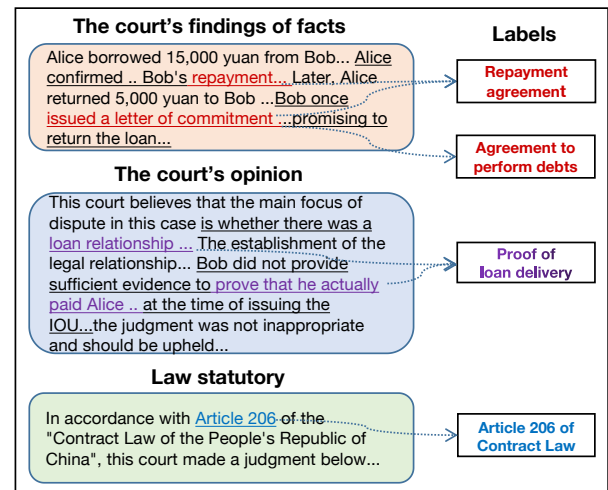 The court's findings of facts
Alice borrowed 15,000 yuan from Bob... Alice
confirmed .. Bob's repayment... Later, Alice
returned 5,000 yuan to Bob ...Bob once
issued a letter of commitment ...promising to
return the loan...
The court's opinion
This court believes that the main focus of
dispute in this case is whether there was a
loan relationship ... The establishment of the
legal relationship... Bob did not provide
sufficient evidence to prove that he actually
paid Alice .. at the time of issuing the
IOU...the judgment was not inappropriate
and should be upheld...
Law statutory
In accordance with Article 206 of the
"Contract Law of the People's Republic of
China", this court made a judgment below...
Labels
Repayment
agreement
Agreement to
perform debts
Proof of
loan delivery
Article 206 of
Contract Law